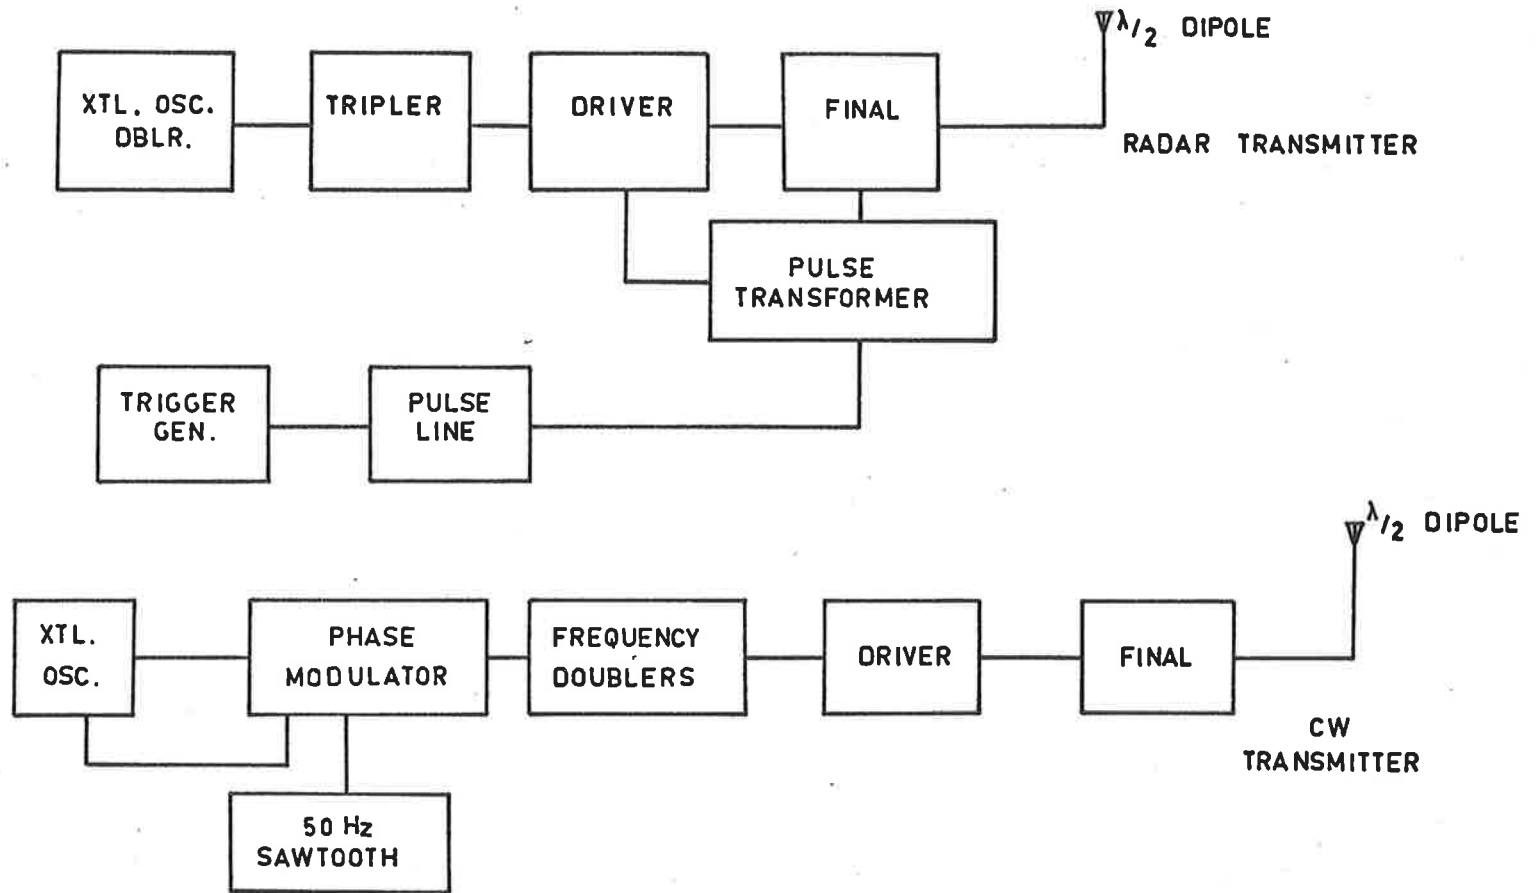 λ/2 DIPOLE
XTL. OSC.
DBLR.
TRIPLER
DRIVER
FINAL
RADAR TRANSMITTER
PULSE
TRANSFORMER
TRIGGER
GEN.
PULSE
LINE
λ/2 DIPOLE
XTL.
OSC.
PHASE
MODULATOR
FREQUENCY
DOUBLERS
DRIVER
FINAL
CW
TRANSMITTER
50 Hz
SAWTOOTH